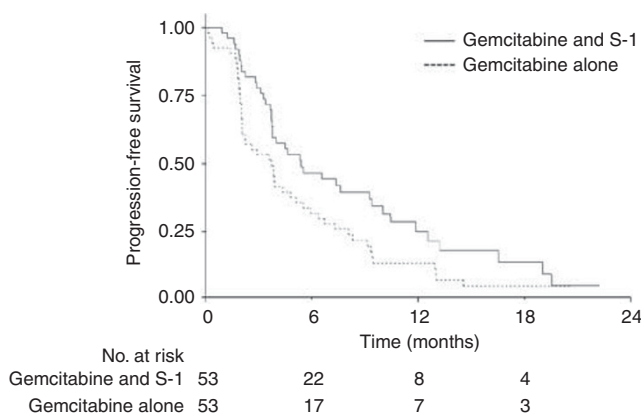 1.00
0.75
0.50
0.25
0.00
Progression-free survival
Gemcitabine and S-1
Gemcitabine alone
0 6 12 18 24
Time (months)
No. at risk
Gemcitabine and S-1 53 22 8 4
Gemcitabine alone 53 17 7 3